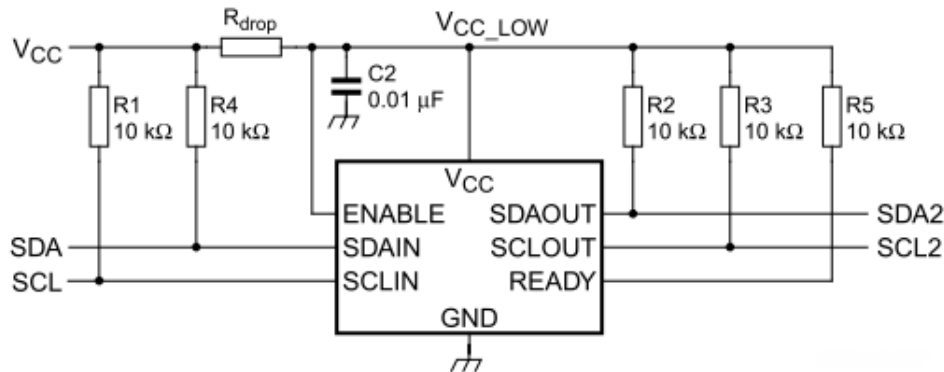 Rdrop
VCC
VCC_LOW
C2
0.01 μF
R1
10 kΩ
R4
10 kΩ
R2
10 kΩ
R3
10 kΩ
R5
10 kΩ
VCC
ENABLE
SDAOUT
SDA2
SDA
SDAIN
SCLOUT
SCL2
SCL
SCLIN
READY
GND